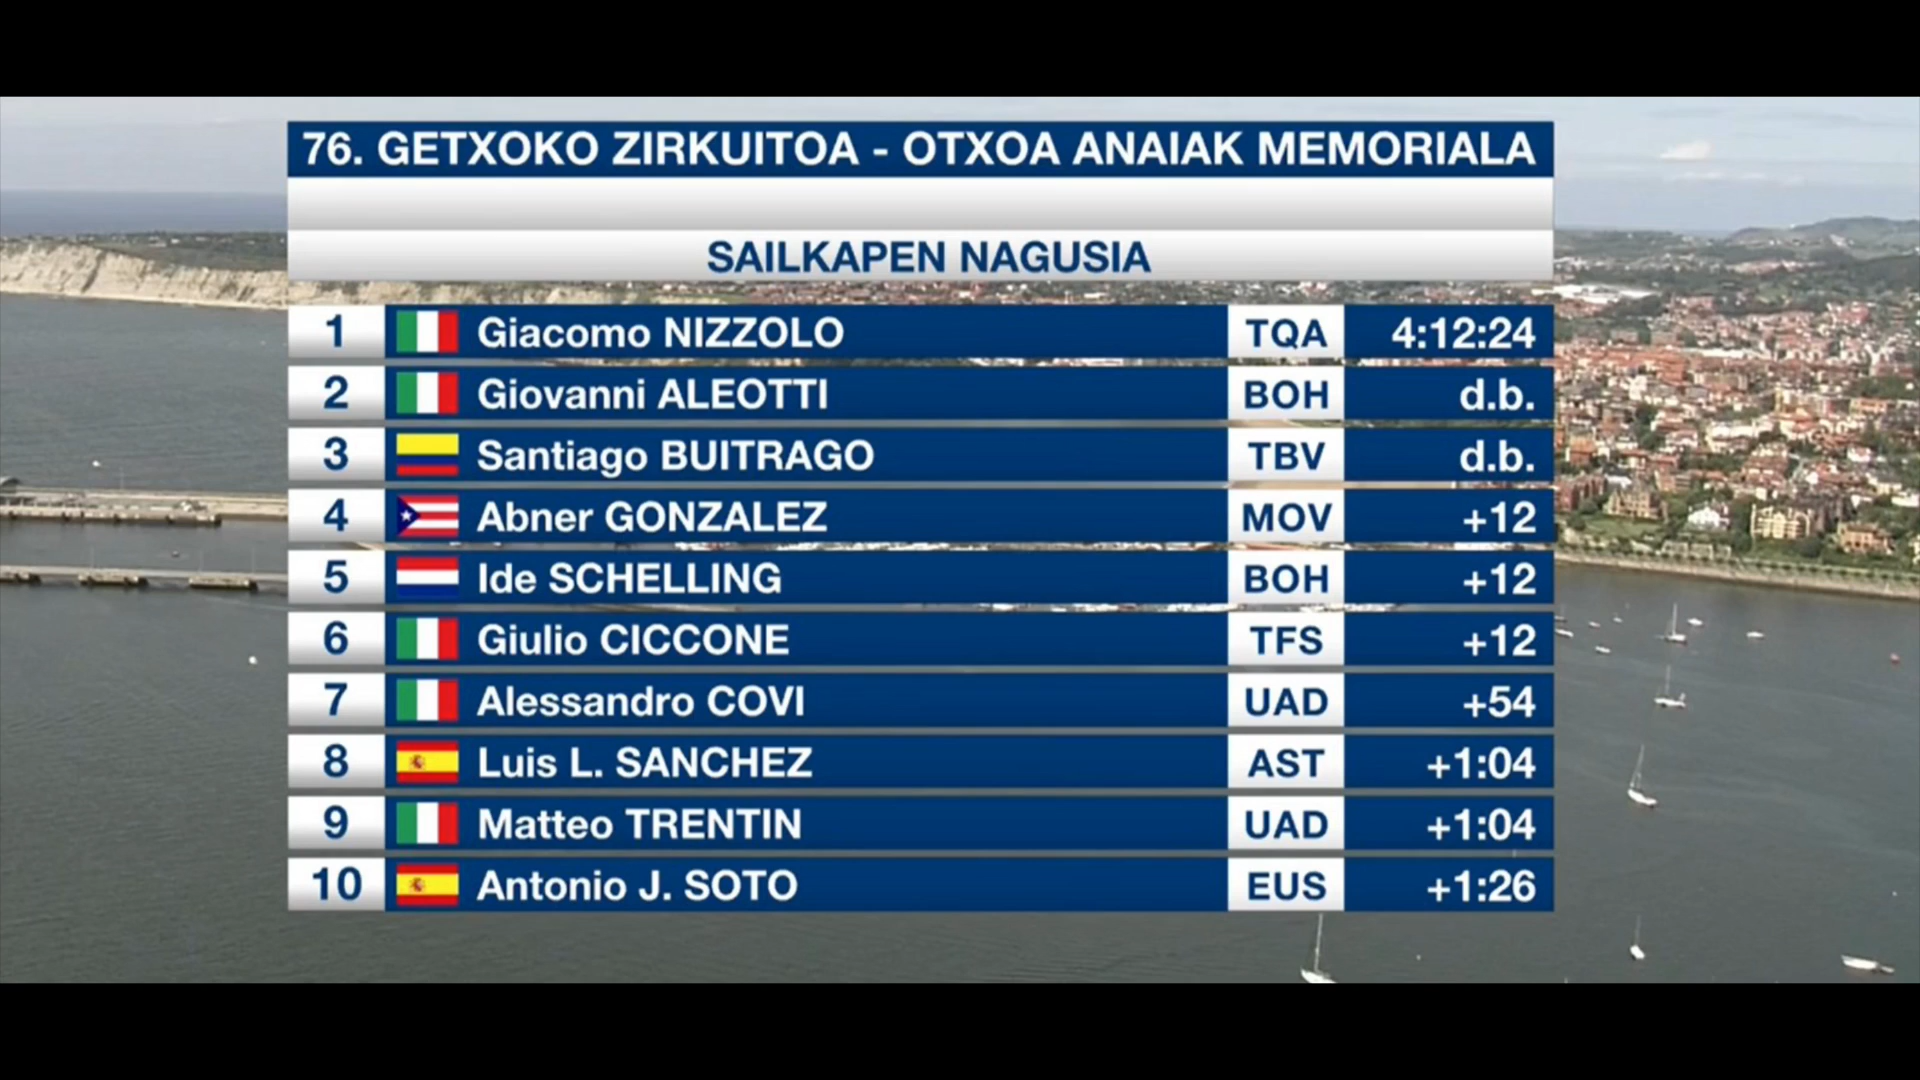 76. GETXOKO ZIRKUITOA - OTXOA ANAIAK MEMORIALA
SAILKAPEN NAGUSIA
1 Giacomo NIZZOLO TQA 4:12:24
2 Giovanni ALEOTTI BOH d.b.
3 Santiago BUITRAGO TBV d.b.
4 Abner GONZALEZ MOV +12
5 Ide SCHELLING BOH +12
6 Giulio CICCONE TFS +12
7 Alessandro COVI UAD +54
8 Luis L. SANCHEZ AST +1:04
9 Matteo TRENTIN UAD +1:04
10 Antonio J. SOTO EUS +1:26